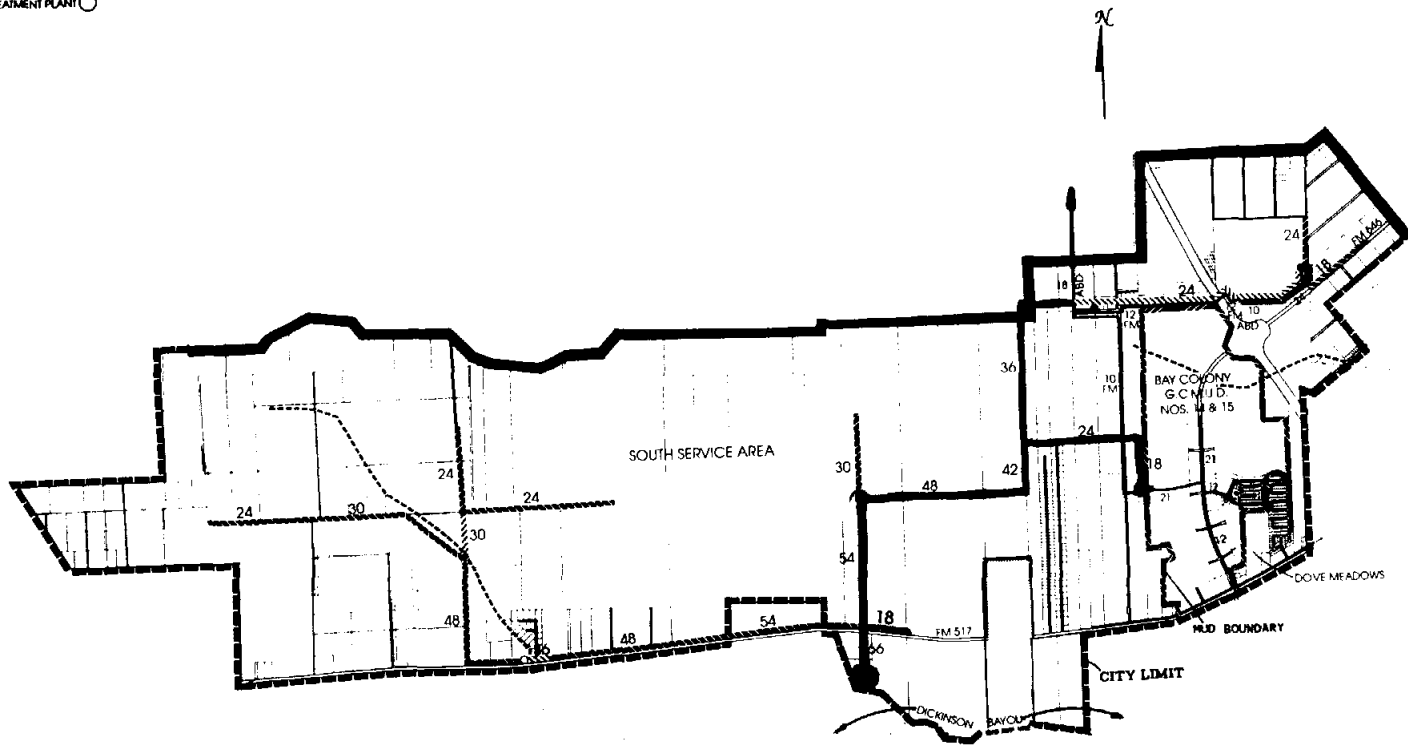 EATMENT PLANT
N
24
FM 646
18
18
ABD
24
10
FM
ABD
12
FM
36
10
FM
BAY COLONY
G.C.M.U.D.
NOS. 14 & 15
SOUTH SERVICE AREA
24
24
30
42
18
21
48
21
12
24
30
24
30
12
54
DOVE MEADOWS
48
48
54
18
FM 517
MUD BOUNDARY
66
CITY LIMIT
DICKINSON BAYOU